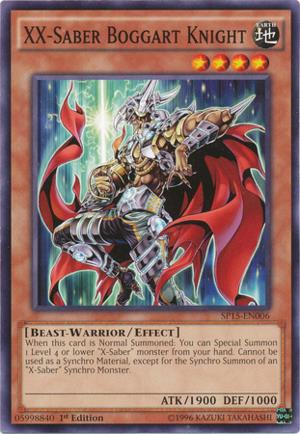 XX-SABER BOGGART KNIGHT
EARTH
地
SP15-EN006
[BEAST-WARRIOR/EFFECT]
When this card is Normal Summoned: You can Special Summon
1 Level 4 or lower "X-Saber" monster from your hand. Cannot be
used as a Synchro Material, except for the Synchro Summon of an
"X-Saber" Synchro Monster.
ATK/1900 DEF/1000
05998840 1st Edition ©1996 KAZUKI TAKAHASHI